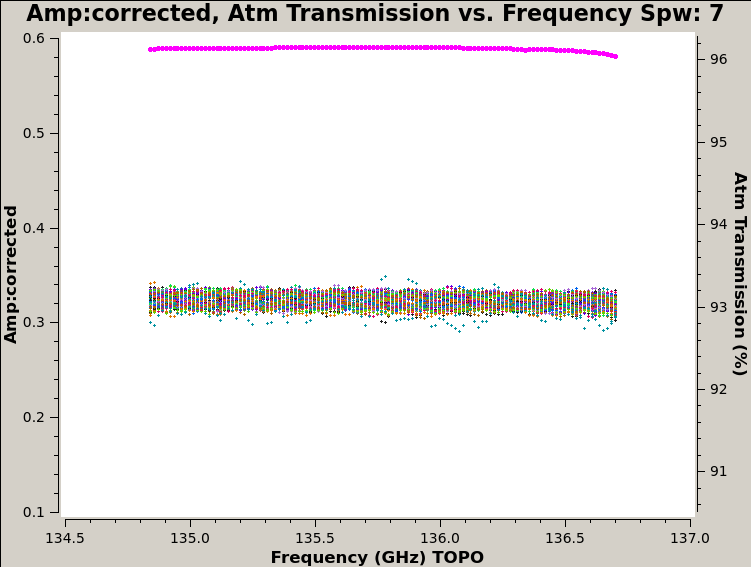 Amp:corrected, Atm Transmission vs. Frequency Spw: 7
0.6
0.5
0.4
0.3
0.2
0.1
Amp:corrected
96
95
94
93
92
91
Atm Transmission (%)
134.5 135.0 135.5 136.0 136.5 137.0
Frequency (GHz) TOPO